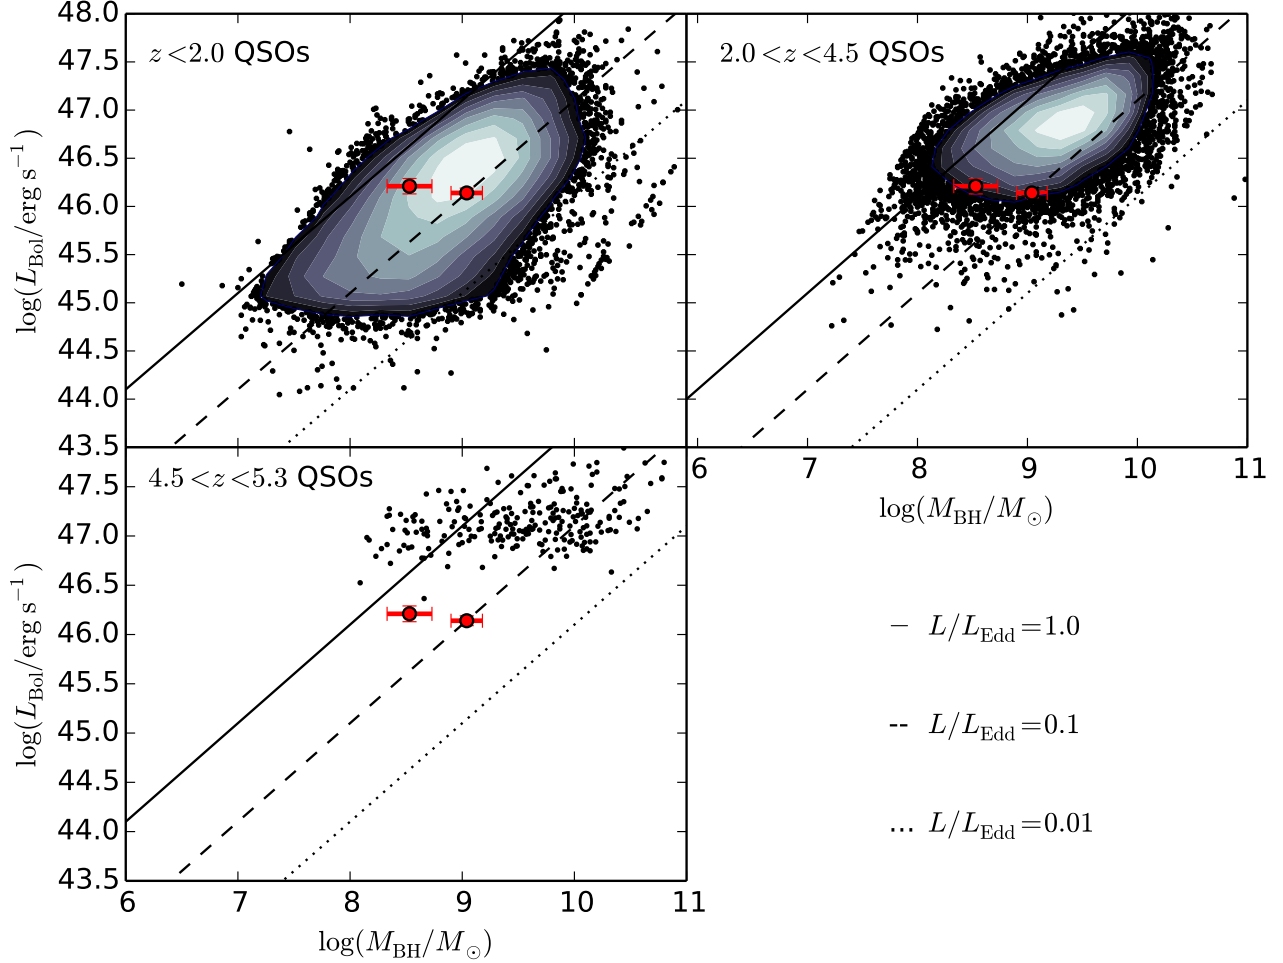 48.0
47.5
47.0
46.5
46.0
45.5
45.0
44.5
44.0
43.5
log(L_Bol/erg s⁻¹)
z<2.0 QSOs
2.0<z<4.5 QSOs
6 7 8 9 10 11
log(M_BH/M_⊙)
4.5<z<5.3 QSOs
47.5
47.0
46.5
46.0
45.5
45.0
44.5
44.0
43.5
log(L_Bol/erg s⁻¹)
6 7 8 9 10 11
log(M_BH/M_⊙)
L/L_Edd=1.0
L/L_Edd=0.1
L/L_Edd=0.01